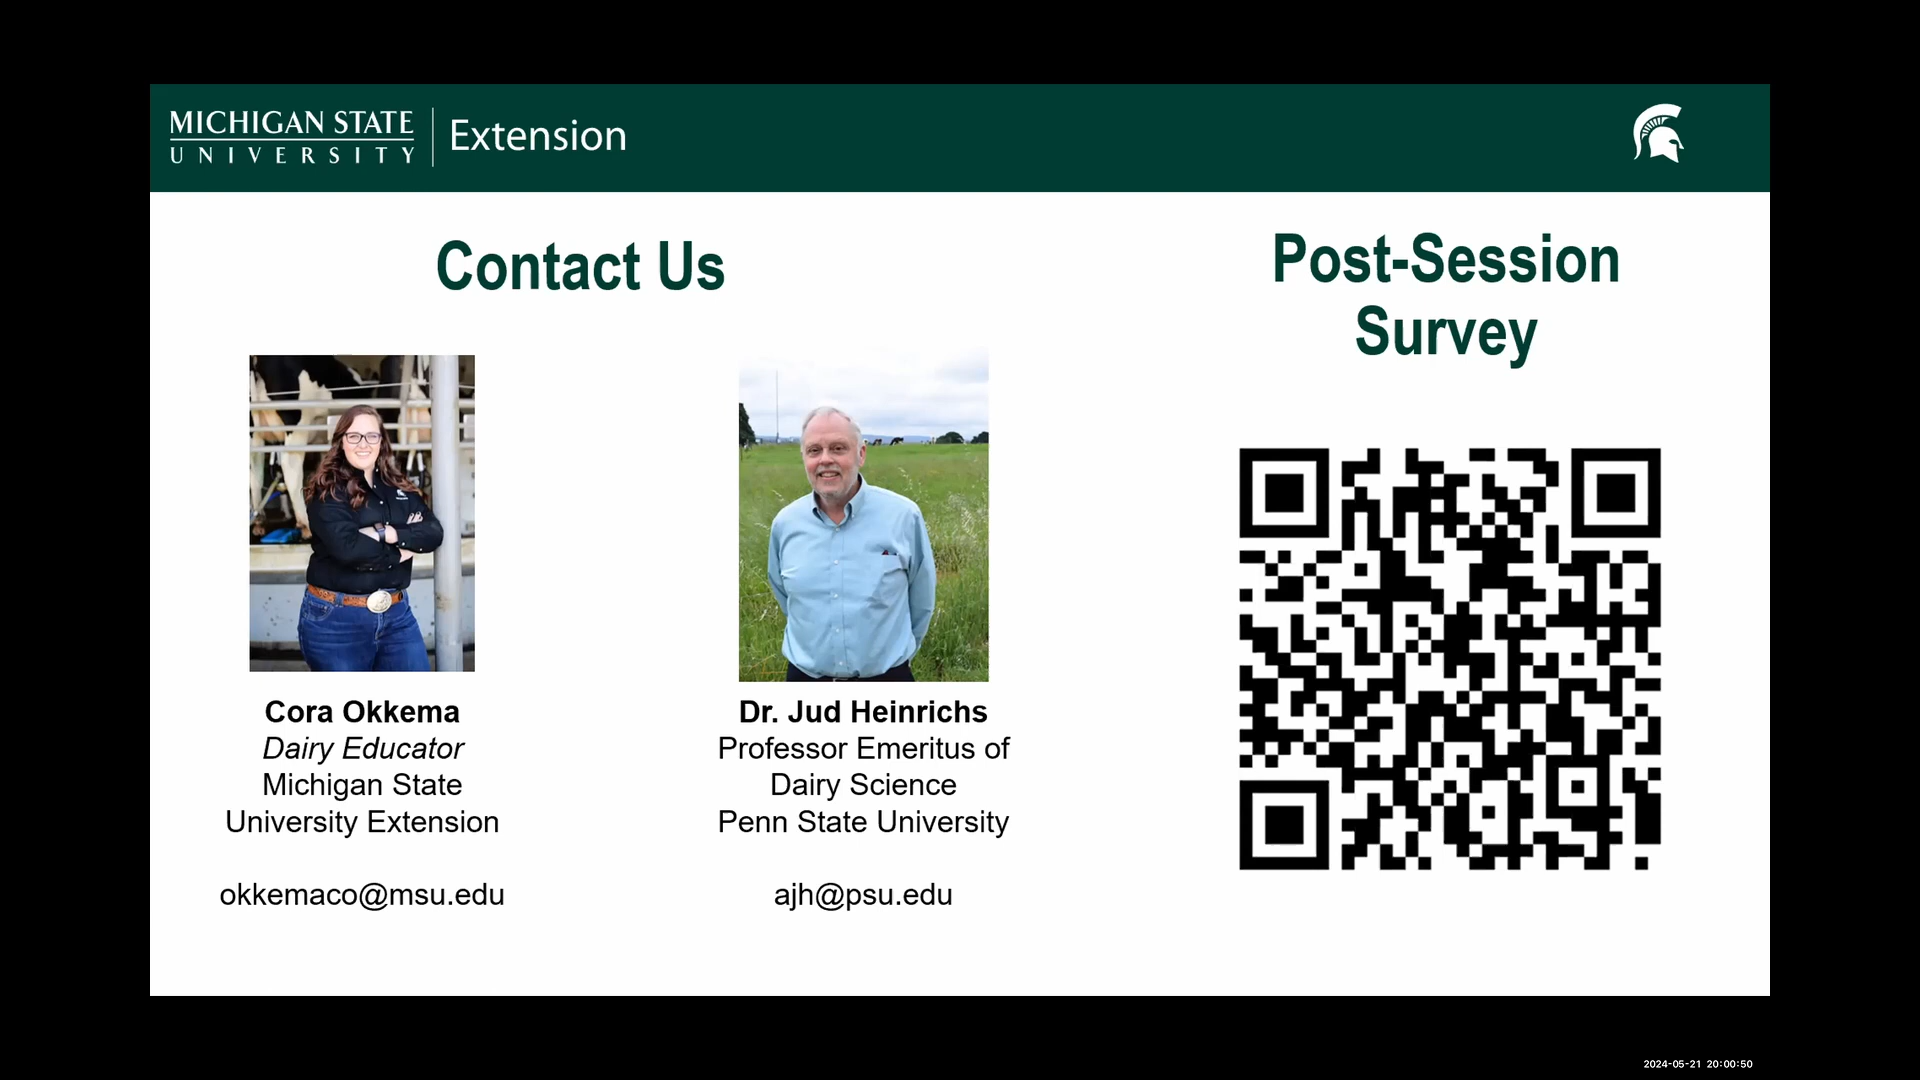 MICHIGAN STATE
UNIVERSITY
Extension
Contact Us
Cora Okkema
Dairy Educator
Michigan State
University Extension
okkemaco@msu.edu
Dr. Jud Heinrichs
Professor Emeritus of
Dairy Science
Penn State University
ajh@psu.edu
Post-Session
Survey
2024-05-21 20:00:50